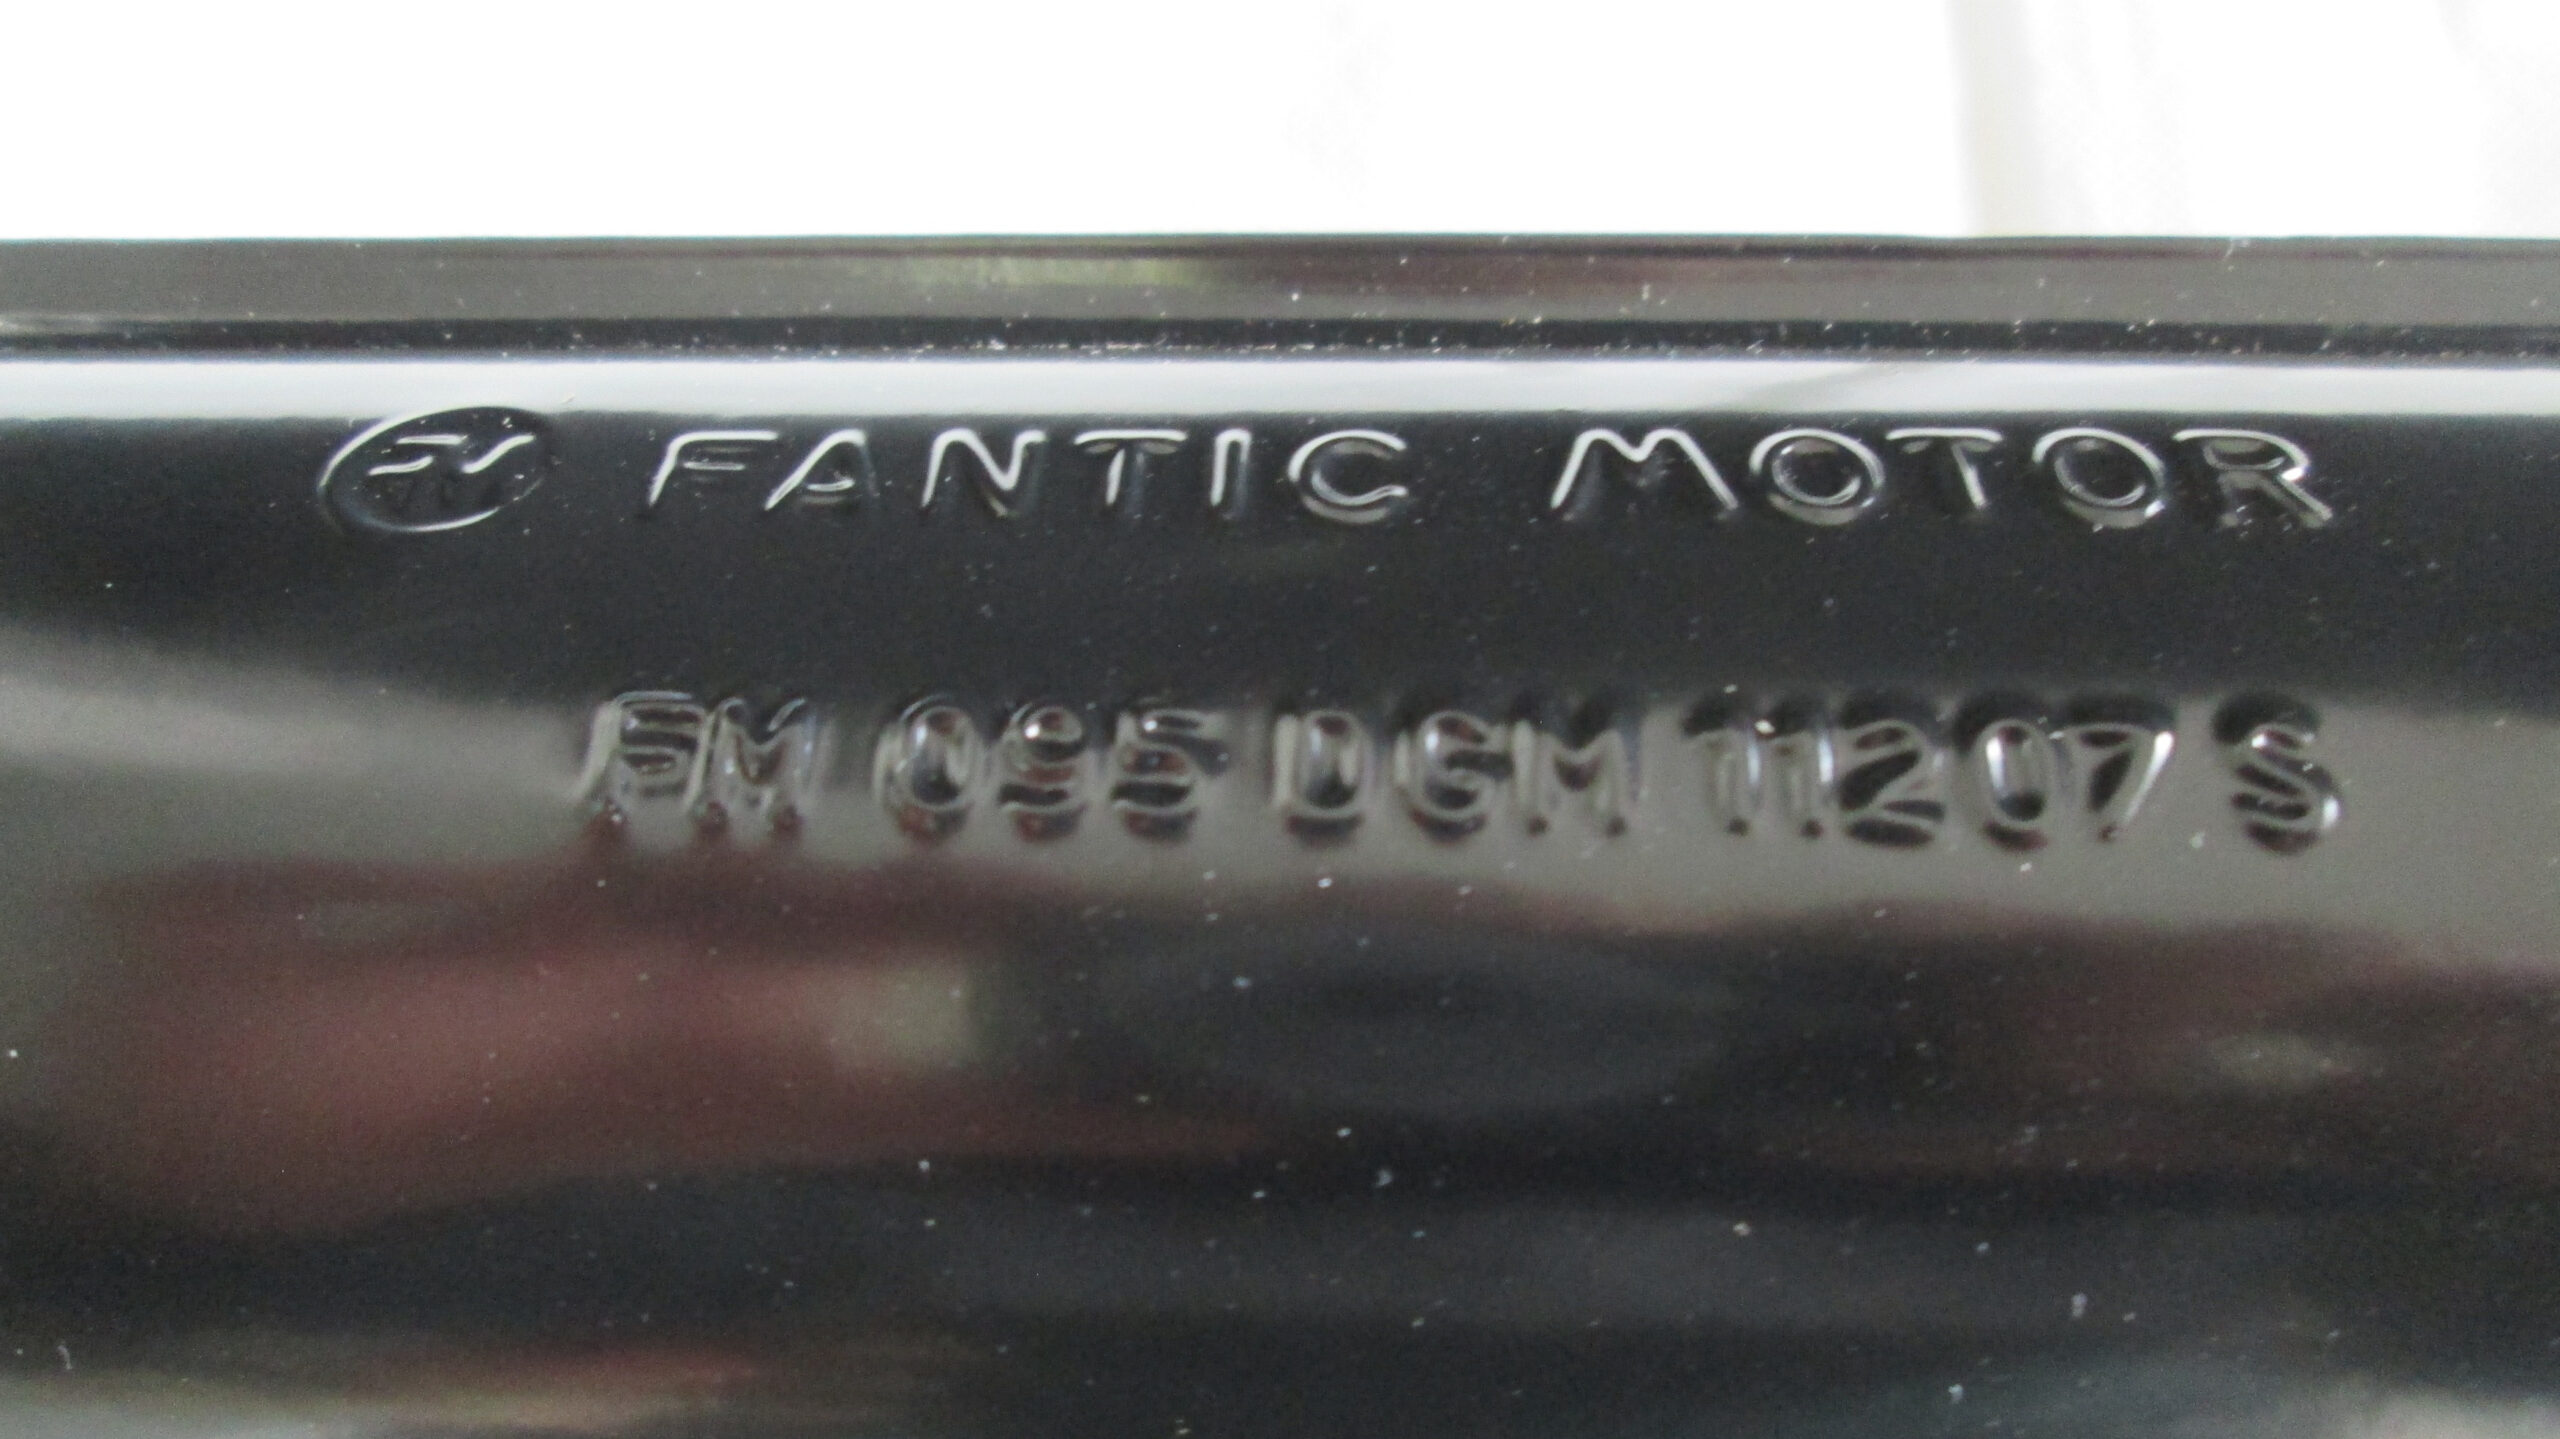 FANTIC MOTOR
FM 095 DGM 11207 S